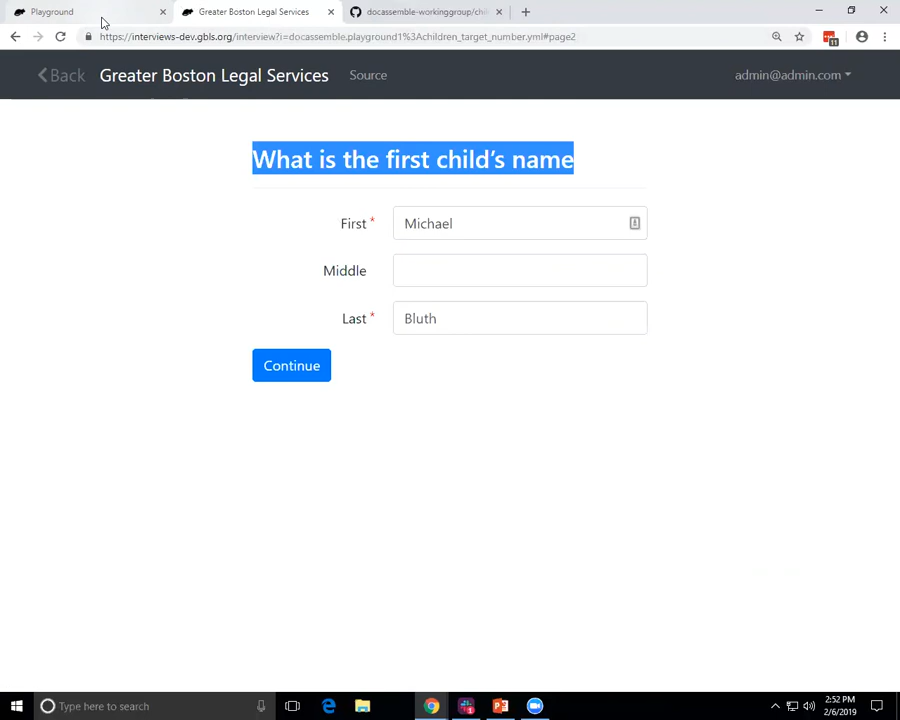 Playground
Greater Boston Legal Services
docassemble-workinggroup/chil
https://interviews-dev.gbls.org/interview?i=docassemble.playground1%3Achildren_target_number.yml#page2
11
Back
Greater Boston Legal Services
Source
admin@admin.com
What is the first child’s name
First *
Michael
Middle
Last *
Bluth
Continue
Type here to search
2:52 PM
2/6/2019